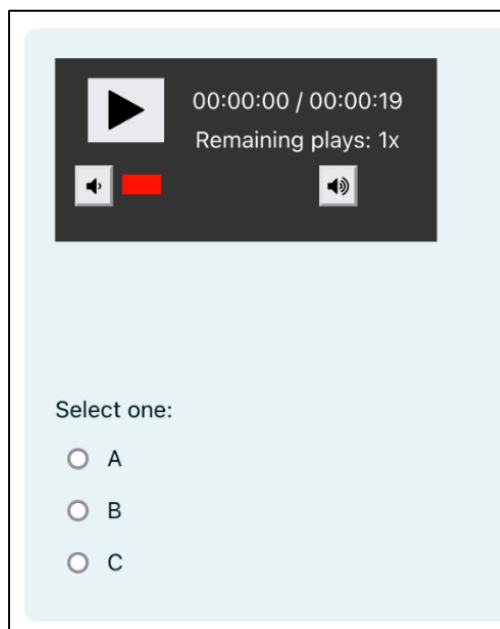 00:00:00 / 00:00:19
Remaining plays: 1x
Select one:
A
B
C